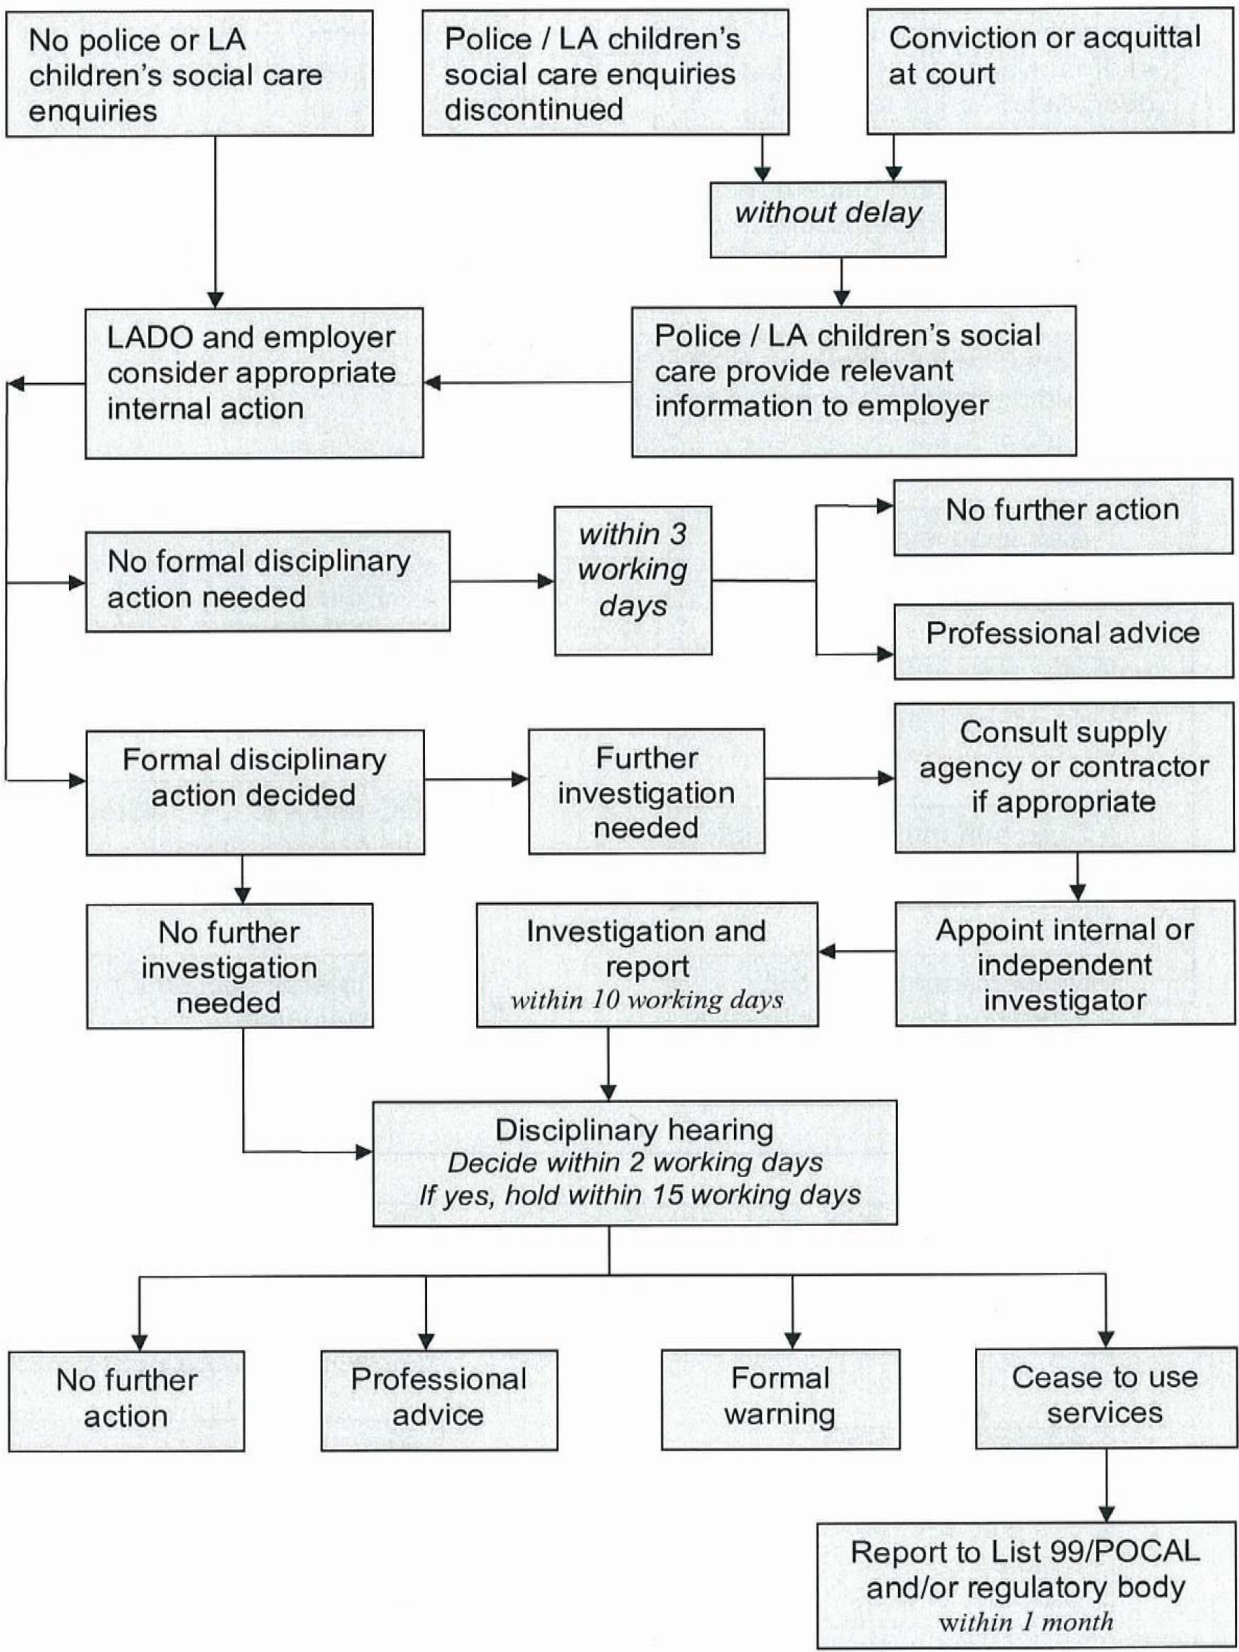 No police or LA
children's social care
enquiries
Police / LA children's
social care enquiries
discontinued
Conviction or acquittal
at court
without delay
LADO and employer
consider appropriate
internal action
Police / LA children's social
care provide relevant
information to employer
No formal disciplinary
action needed
within 3
working
days
No further action
Professional advice
Formal disciplinary
action decided
Further
investigation
needed
Consult supply
agency or contractor
if appropriate
No further
investigation
needed
Investigation and
report
within 10 working days
Appoint internal or
independent
investigator
Disciplinary hearing
Decide within 2 working days
If yes, hold within 15 working days
No further
action
Professional
advice
Formal
warning
Cease to use
services
Report to List 99/POCAL
and/or regulatory body
within 1 month